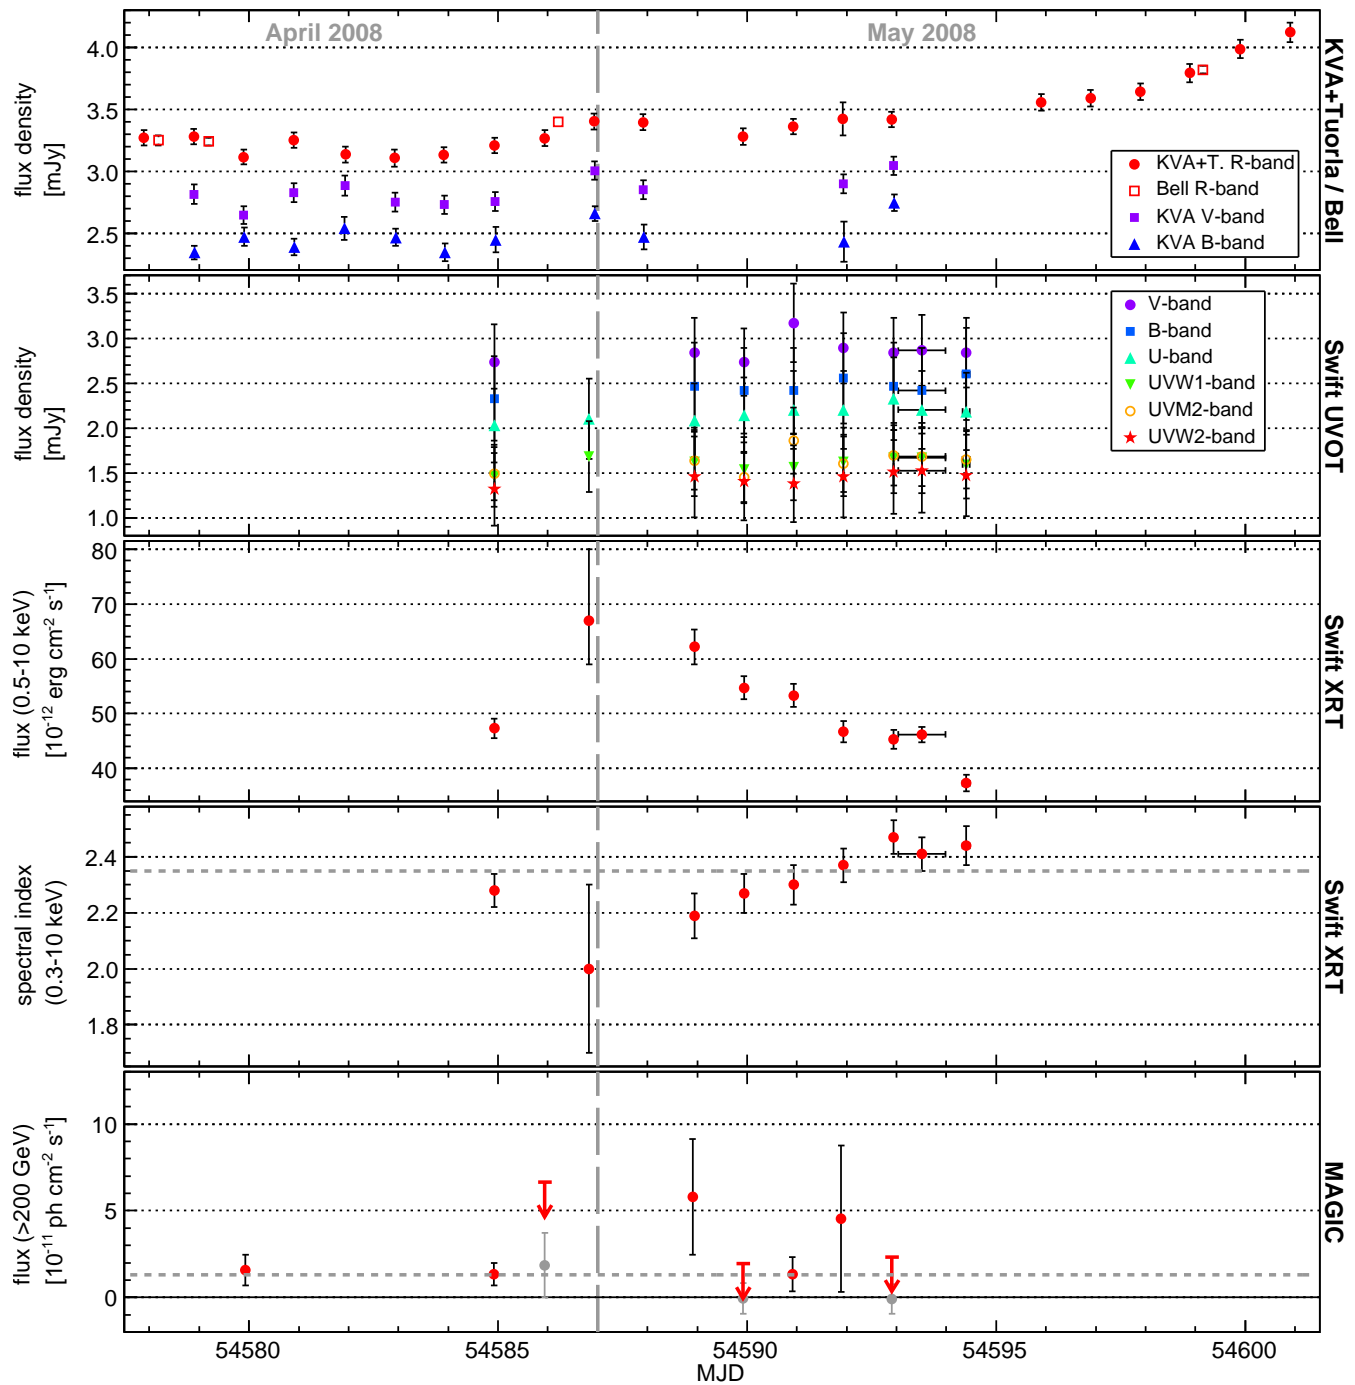 April 2008
May 2008
4.0
3.5
3.0
2.5
flux density
[mJy]
KVA+T. R-band
Bell R-band
KVA V-band
KVA B-band
KVA+Tuorla / Bell
3.5
3.0
2.5
2.0
1.5
1.0
flux density
[mJy]
V-band
B-band
U-band
UVW1-band
UVM2-band
UVW2-band
Swift UVOT
80
70
60
50
40
flux (0.5-10 keV)
[10⁻¹² erg cm⁻² s⁻¹]
Swift XRT
2.4
2.2
2.0
1.8
spectral index
(0.3-10 keV)
Swift XRT
10
5
0
flux (>200 GeV)
[10⁻¹¹ ph cm⁻² s⁻¹]
MAGIC
54580
54585
54590
54595
54600
MJD